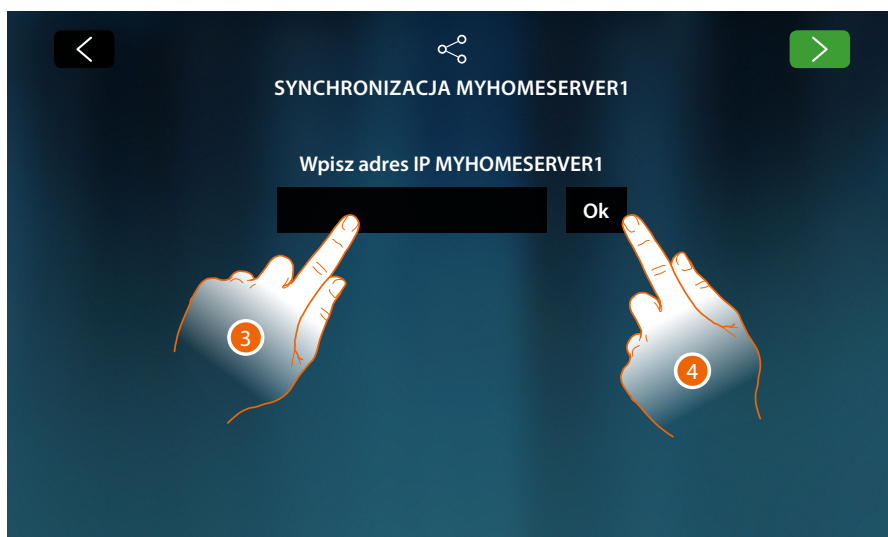 SYNCHRONIZACJA MYHOMESERVER1
Wpisz adres IP MYHOMESERVER1
Ok
3
4